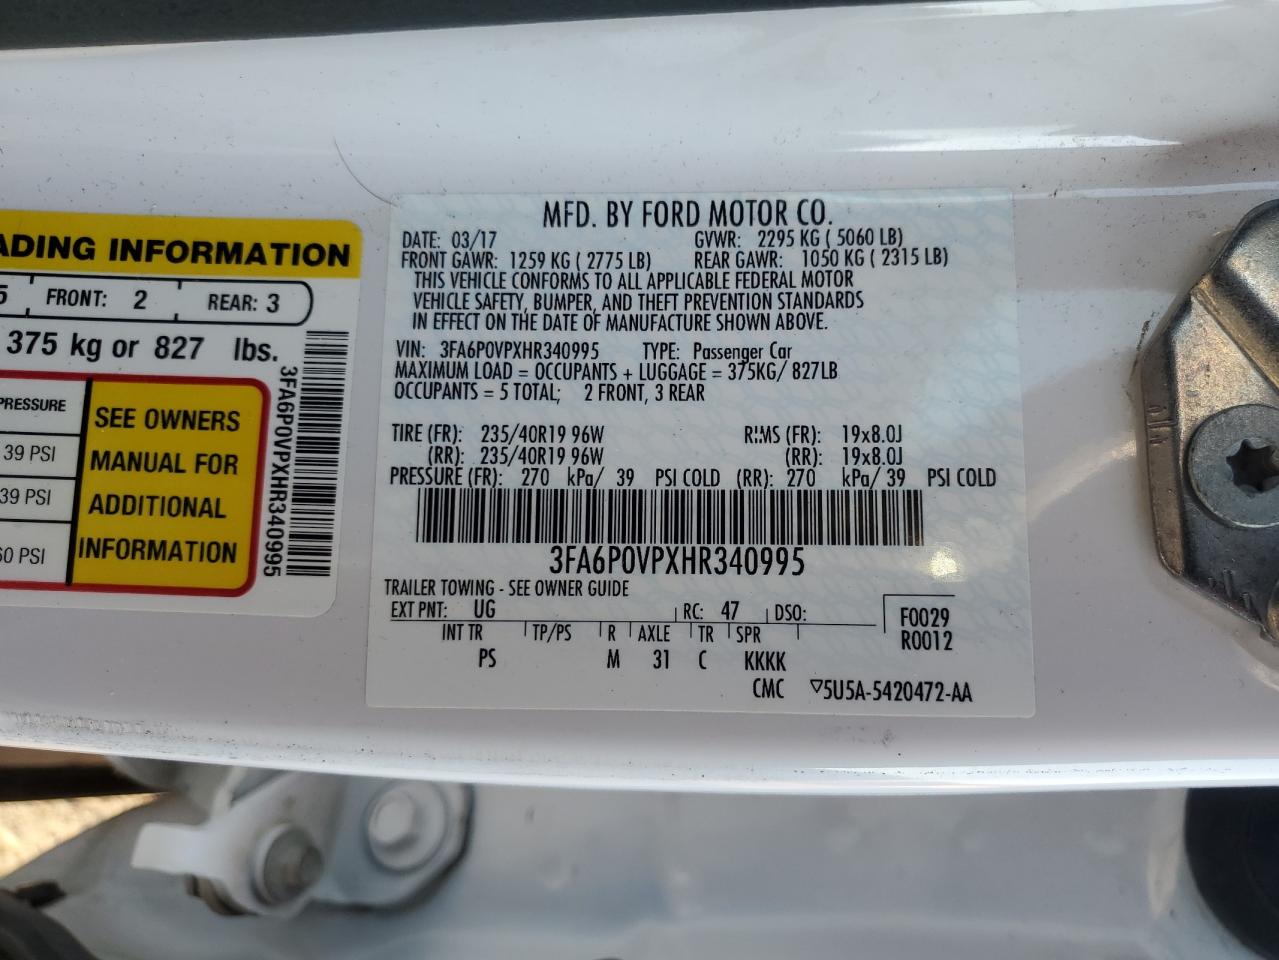 ADING INFORMATION
5 FRONT: 2 REAR: 3
375 kg or 827 lbs.
PRESSURE
39 PSI
39 PSI
60 PSI
SEE OWNERS
MANUAL FOR
ADDITIONAL
INFORMATION
3FA6P0VPXHR340995
MFD. BY FORD MOTOR CO.
DATE: 03/17 GVWR: 2295 KG ( 5060 LB)
FRONT GAWR: 1259 KG ( 2775 LB) REAR GAWR: 1050 KG ( 2315 LB)
THIS VEHICLE CONFORMS TO ALL APPLICABLE FEDERAL MOTOR
VEHICLE SAFETY, BUMPER, AND THEFT PREVENTION STANDARDS
IN EFFECT ON THE DATE OF MANUFACTURE SHOWN ABOVE.
VIN: 3FA6P0VPXHR340995 TYPE: Passenger Car
MAXIMUM LOAD = OCCUPANTS + LUGGAGE = 375KG/ 827LB
OCCUPANTS = 5 TOTAL; 2 FRONT, 3 REAR
TIRE (FR): 235/40R19 96W RIMS (FR): 19x8.0J
(RR): 235/40R19 96W (RR): 19x8.0J
PRESSURE (FR): 270 kPa/ 39 PSI COLD (RR): 270 kPa/ 39 PSI COLD
3FA6P0VPXHR340995
TRAILER TOWING - SEE OWNER GUIDE
EXT PNT: UG RC: 47 DSO:
INT TR TP/PS R AXLE TR SPR
PS M 31 C KKKK
F0029
R0012
CMC ▽5U5A-5420472-AA